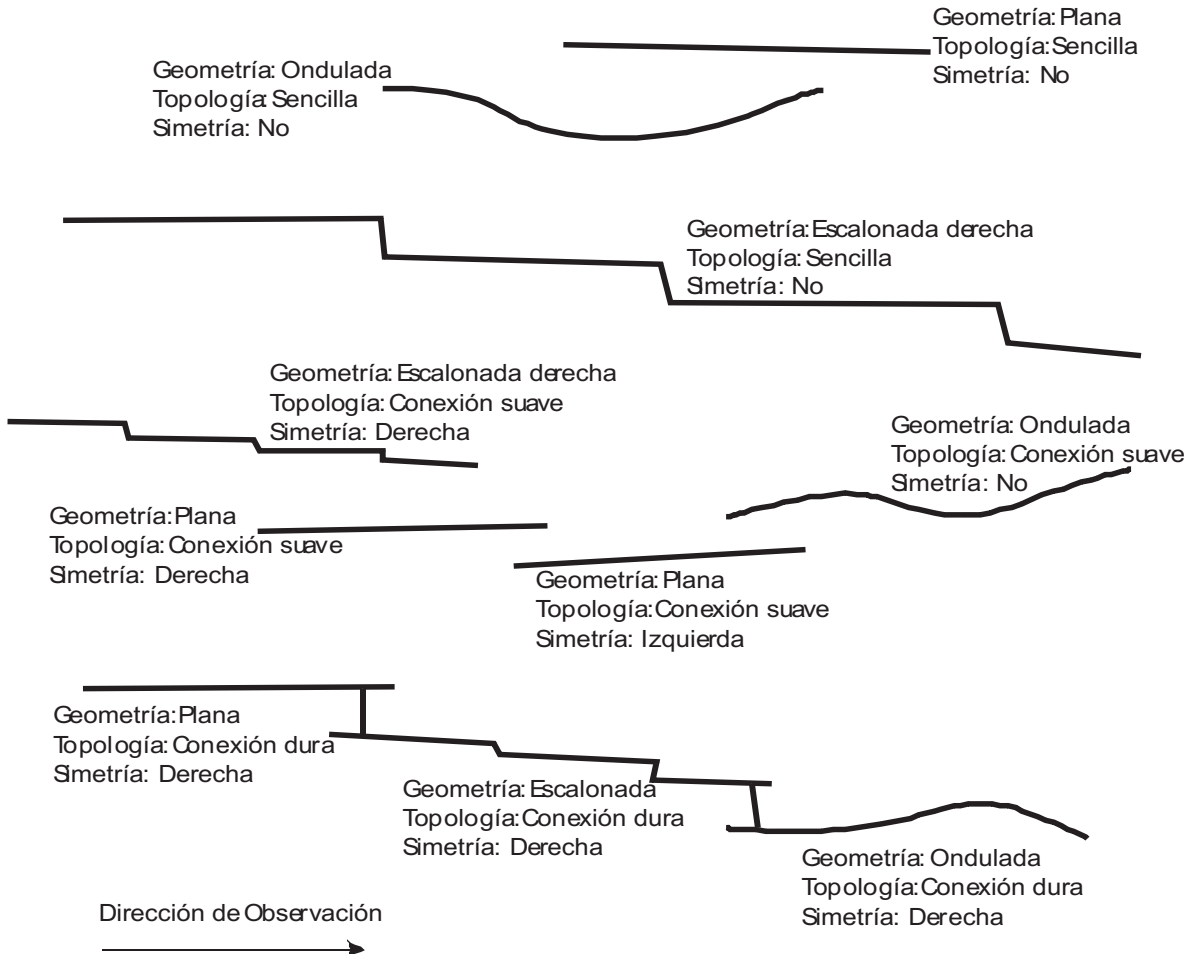 Geometría: Plana
Topología: Sencilla
Simetría: No
Geometría: Ondulada
Topología: Sencilla
Simetría: No
Geometría: Escalonada derecha
Topología: Sencilla
Simetría: No
Geometría: Escalonada derecha
Topología: Conexión suave
Simetría: Derecha
Geometría: Ondulada
Topología: Conexión suave
Simetría: No
Geometría: Plana
Topología: Conexión suave
Simetría: Derecha
Geometría: Plana
Topología: Conexión suave
Simetría: Izquierda
Geometría: Plana
Topología: Conexión dura
Simetría: Derecha
Geometría: Escalonada
Topología: Conexión dura
Simetría: Derecha
Geometría: Ondulada
Topología: Conexión dura
Simetría: Derecha
Dirección de Observación